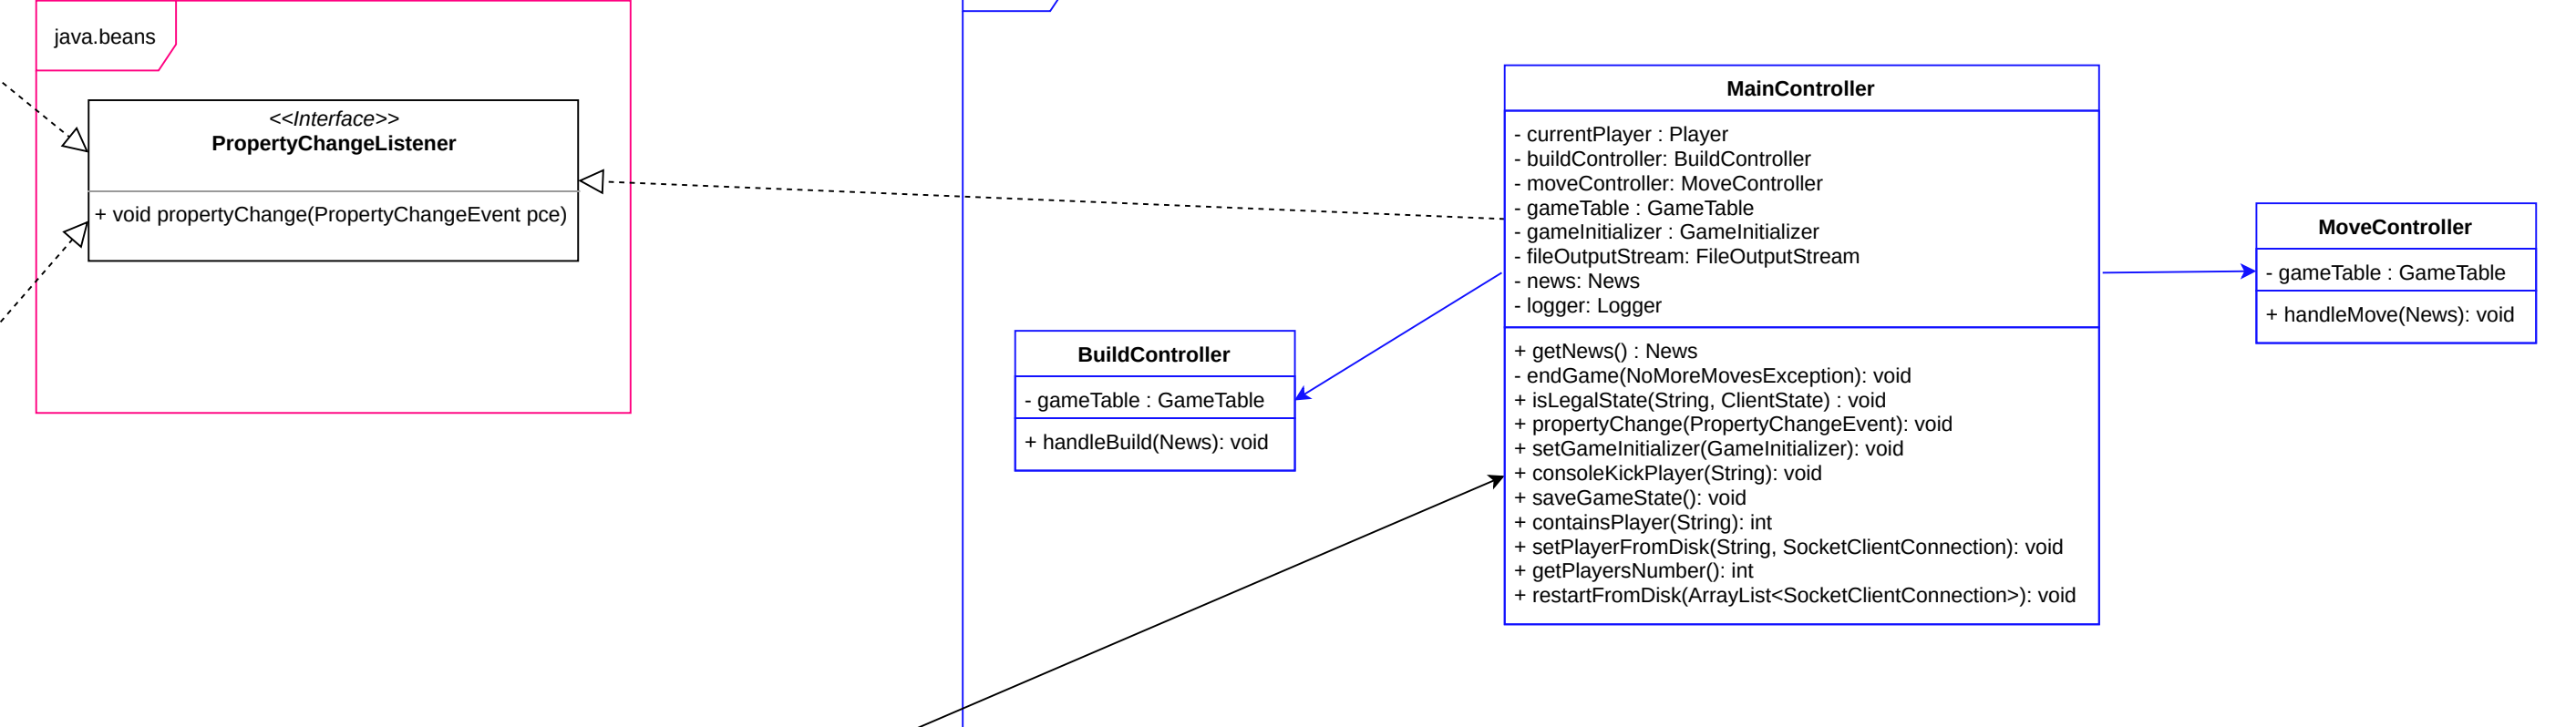 java.beans
<<Interface>>
PropertyChangeListener
+ void propertyChange(PropertyChangeEvent pce)
BuildController
- gameTable : GameTable
+ handleBuild(News): void
MainController
- currentPlayer : Player
- buildController: BuildController
- moveController: MoveController
- gameTable : GameTable
- gameInitializer : GameInitializer
- fileOutputStream: FileOutputStream
- news: News
- logger: Logger
+ getNews() : News
- endGame(NoMoreMovesException): void
+ isLegalState(String, ClientState) : void
+ propertyChange(PropertyChangeEvent): void
+ setGameInitializer(GameInitializer): void
+ consoleKickPlayer(String): void
+ saveGameState(): void
+ containsPlayer(String): int
+ setPlayerFromDisk(String, SocketClientConnection): void
+ getPlayersNumber(): int
+ restartFromDisk(ArrayList<SocketClientConnection>): void
MoveController
- gameTable : GameTable
+ handleMove(News): void